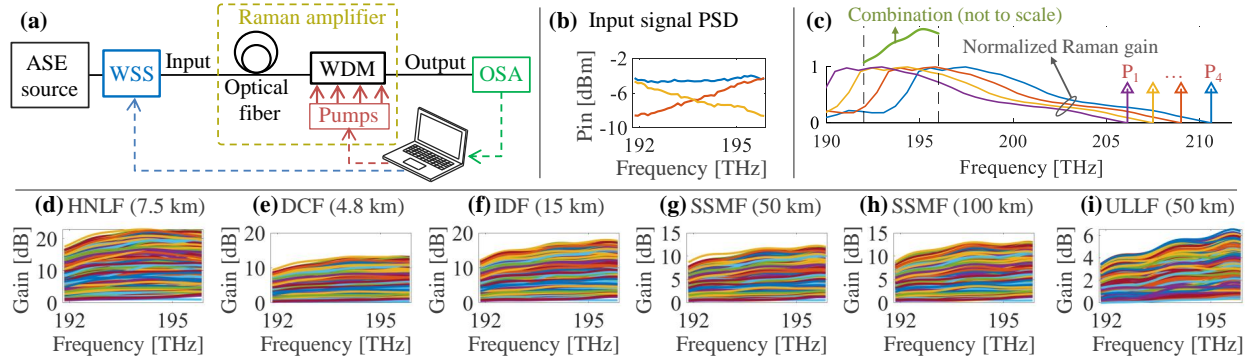 (a)
Raman amplifier
ASE
source
WSS
Input
Optical
fiber
WDM
Pumps
Output
OSA
(b) Input signal PSD
Pin [dBm]
-2
-6
-10
192
195
Frequency [THz]
(c)
Combination (not to scale)
Normalized Raman gain
P1 ... P4
1
0
190
195
200
205
210
Frequency [THz]
(d) HNLF (7.5 km)
Gain [dB]
20
10
0
192
195
Frequency [THz]
(e) DCF (4.8 km)
Gain [dB]
20
10
0
192
195
Frequency [THz]
(f) IDF (15 km)
Gain [dB]
20
10
0
192
195
Frequency [THz]
(g) SSMF (50 km)
Gain [dB]
15
10
5
0
192
195
Frequency [THz]
(h) SSMF (100 km)
Gain [dB]
15
10
5
0
192
195
Frequency [THz]
(i) ULLF (50 km)
Gain [dB]
6
4
2
0
192
195
Frequency [THz]